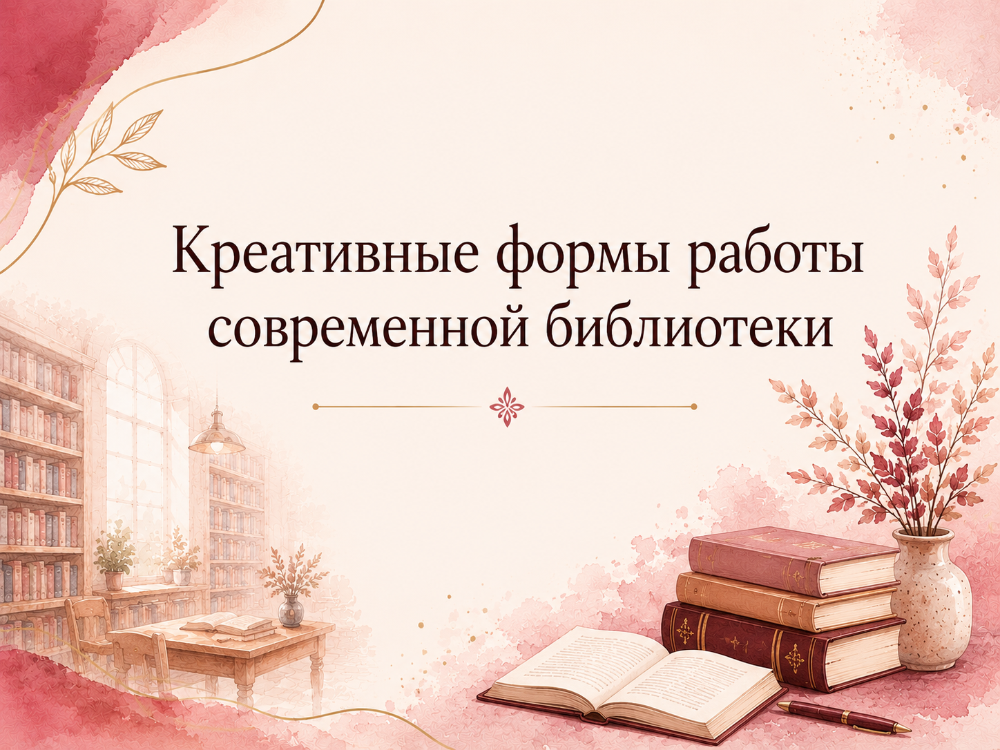 Креативные формы работы
современной библиотеки